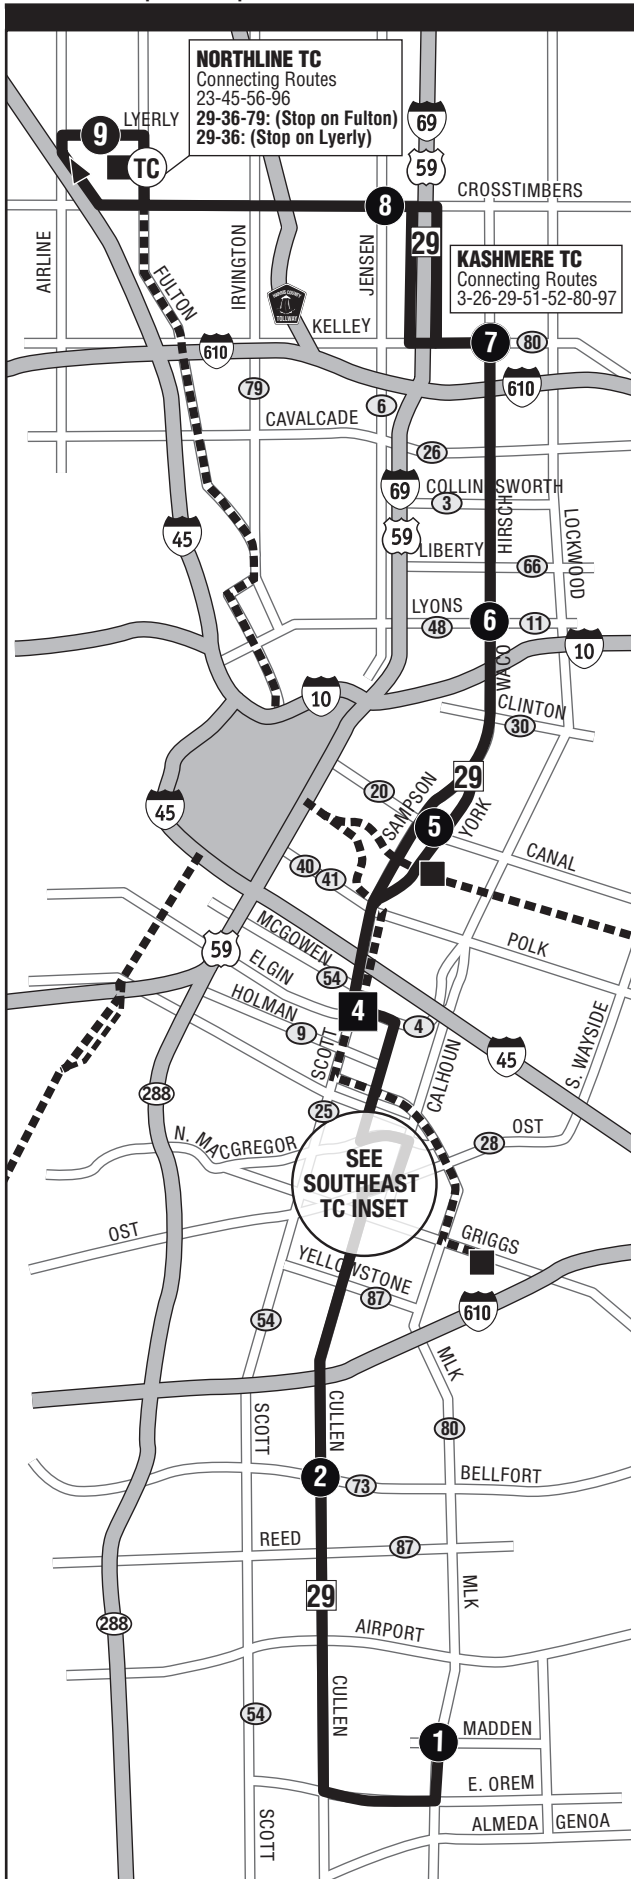 NORTHLINE TC
Connecting Routes
23-45-56-96
29-36-79: (Stop on Fulton)
29-36: (Stop on Lyerly)
69
LYERLY
9
TC
59
CROSSTIMBERS
8
AIRLINE
FULTON
IRVINGTON
JENSEN
29
KASHMERE TC
Connecting Routes
3-26-29-51-52-80-97
TOLLWAY
KELLEY
7
80
610
610
79
6
CAVALCADE
26
69
COLLINGSWORTH
3
HIRSCH
LOCKWOOD
45
59
LIBERTY
66
LYONS
48
6
11
10
WACO
10
CLINTON
30
29
20
SAMPSON
YORK
45
5
CANAL
40
41
59
MCGOWEN
POLK
ELGIN
54
HOLMAN
4
4
9
SCOTT
CALHOUN
45
S. WAYSIDE
288
25
OST
28
N. MACGREGOR
SEE
SOUTHEAST
TC INSET
OST
GRIGGS
YELLOWSTONE
87
610
54
MLK
CULLEN
SCOTT
80
2
73
BELLFORT
REED
87
29
MLK
288
AIRPORT
CULLEN
54
1
MADDEN
E. OREM
SCOTT
ALMEDA GENOA